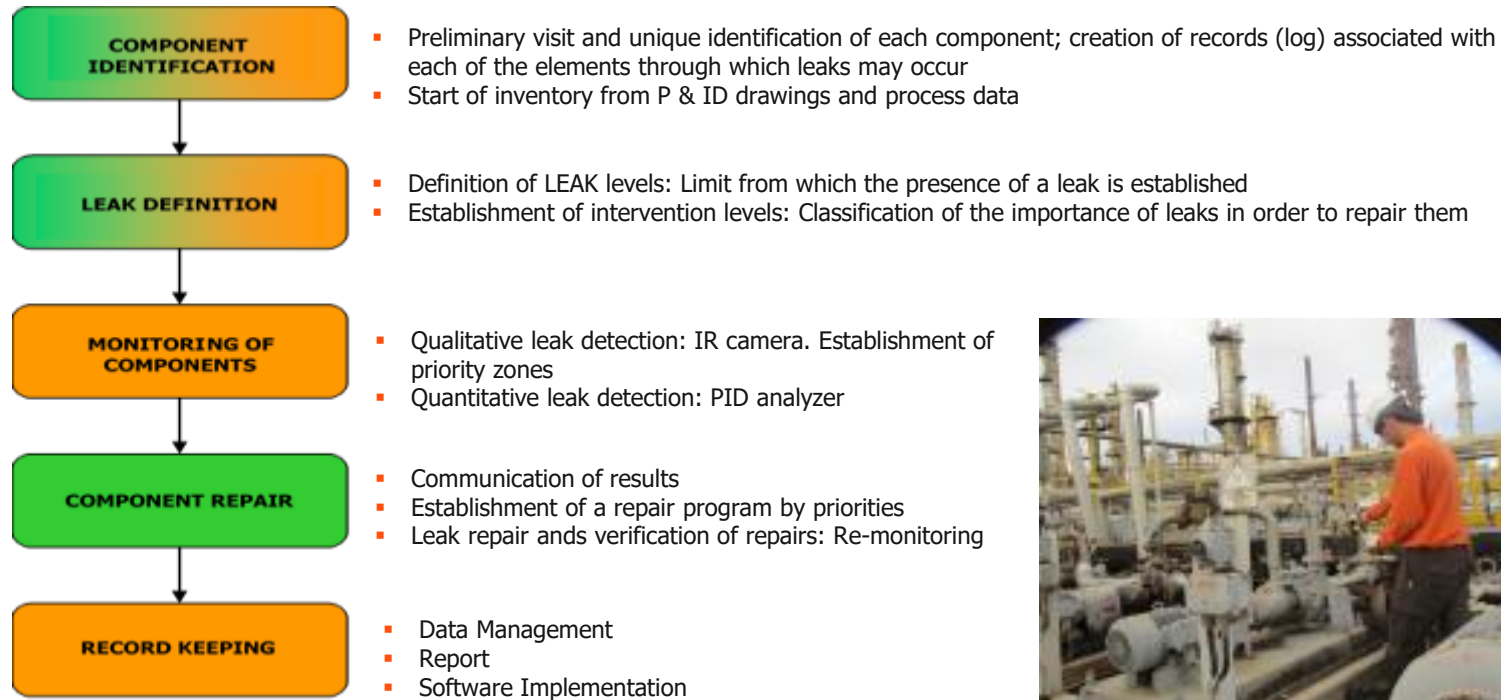 COMPONENT
IDENTIFICATION
▪ Preliminary visit and unique identification of each component; creation of records (log) associated with
each of the elements through which leaks may occur
▪ Start of inventory from P & ID drawings and process data
LEAK DEFINITION
▪ Definition of LEAK levels: Limit from which the presence of a leak is established
▪ Establishment of intervention levels: Classification of the importance of leaks in order to repair them
MONITORING OF
COMPONENTS
▪ Qualitative leak detection: IR camera. Establishment of
priority zones
▪ Quantitative leak detection: PID analyzer
COMPONENT REPAIR
▪ Communication of results
▪ Establishment of a repair program by priorities
▪ Leak repair ands verification of repairs: Re-monitoring
RECORD KEEPING
▪ Data Management
▪ Report
▪ Software Implementation